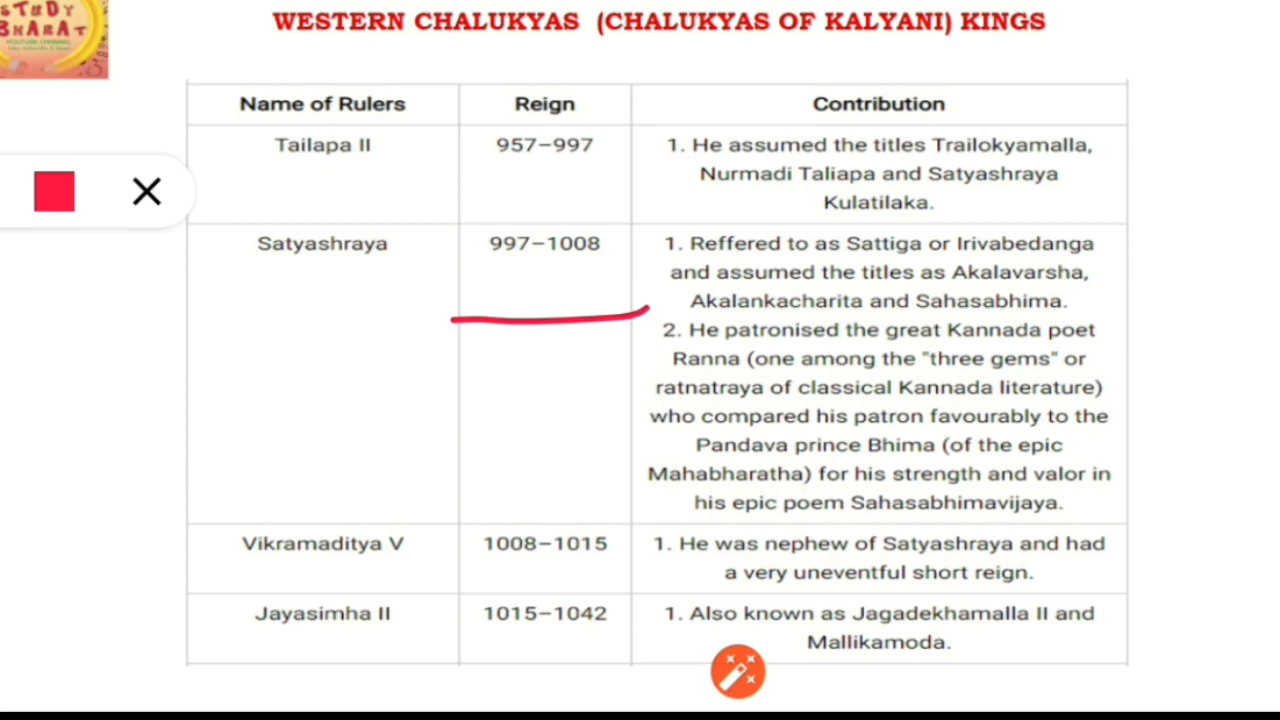 STUDY
BHARAT
WESTERN CHALUKYAS (CHALUKYAS OF KALYANI) KINGS
Name of Rulers Reign Contribution
Tailapa II 957–997 1. He assumed the titles Trailokyamalla,
Nurmadi Taliapa and Satyashraya
Kulatilaka.
Satyashraya 997–1008 1. Reffered to as Sattiga or Irivabedanga
and assumed the titles as Akalavarsha,
Akalankacharita and Sahasabhima.
2. He patronised the great Kannada poet
Ranna (one among the "three gems" or
ratnatraya of classical Kannada literature)
who compared his patron favourably to the
Pandava prince Bhima (of the epic
Mahabharatha) for his strength and valor in
his epic poem Sahasabhimavijaya.
Vikramaditya V 1008–1015 1. He was nephew of Satyashraya and had
a very uneventful short reign.
Jayasimha II 1015–1042 1. Also known as Jagadekhamalla II and
Mallikamoda.